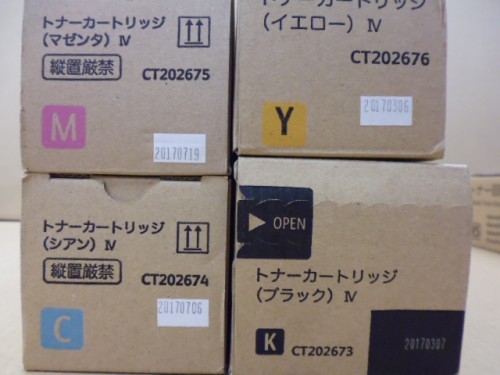 トナーカートリッジ
（マゼンタ） Ⅳ
縦置厳禁
CT202675
M
20170719
トナーカートリッジ
（イエロー） Ⅳ
CT202676
20170306
Y
トナーカートリッジ
（シアン） Ⅳ
縦置厳禁
CT202674
C
20170706
OPEN
トナーカートリッジ
（ブラック） Ⅳ
K
CT202673
20170307